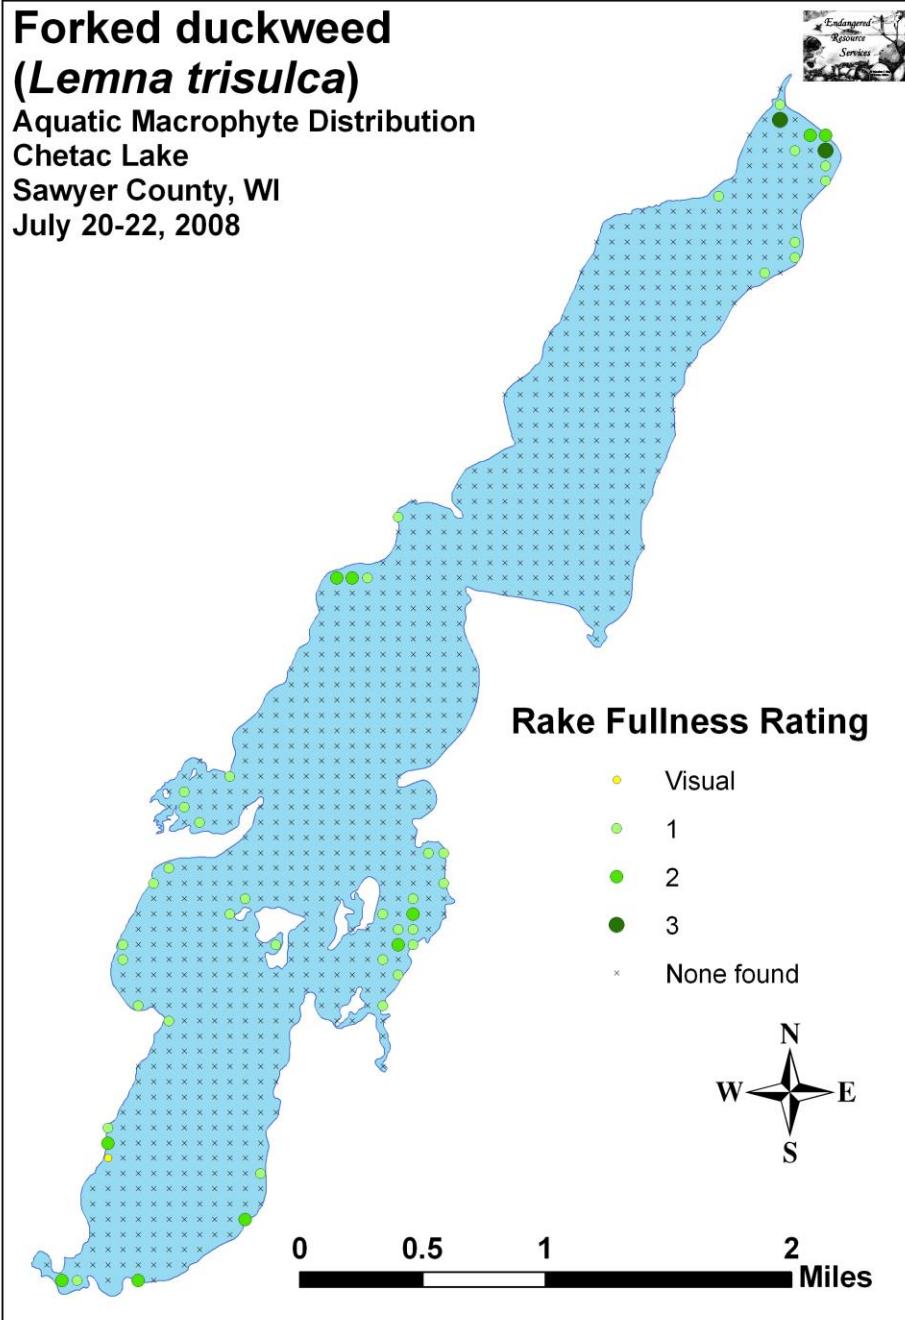 Forked duckweed
(Lemna trisulca)
Aquatic Macrophyte Distribution
Chetac Lake
Sawyer County, WI
July 20-22, 2008
Endangered
Resource
Services
Rake Fullness Rating
Visual
1
2
3
None found
N
W E
S
0 0.5 1 2
Miles